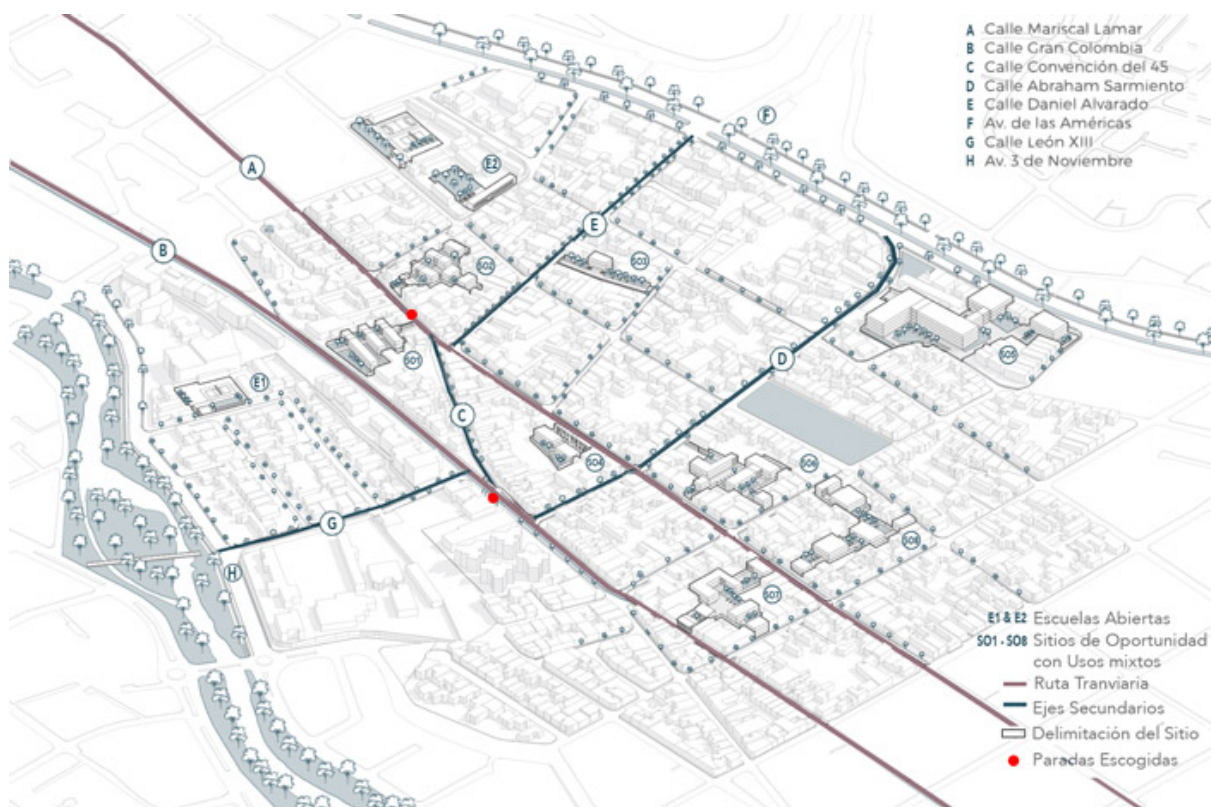 A Calle Mariscal Lamar
B Calle Gran Colombia
C Calle Convención del 45
D Calle Abraham Sarmiento
E Calle Daniel Alvarado
F Av. de las Américas
G Calle León XIII
H Av. 3 de Noviembre
F
A
E2
E
B
SO2
SO3
SO1
SO5
D
E1
C
SO4
SO6
G
SO8
H
SO7
E1 & E2 Escuelas Abiertas
SO1 - SO8 Sitios de Oportunidad
con Usos mixtos
Ruta Tranviaria
Ejes Secundarios
Delimitación del Sitio
Paradas Escogidas